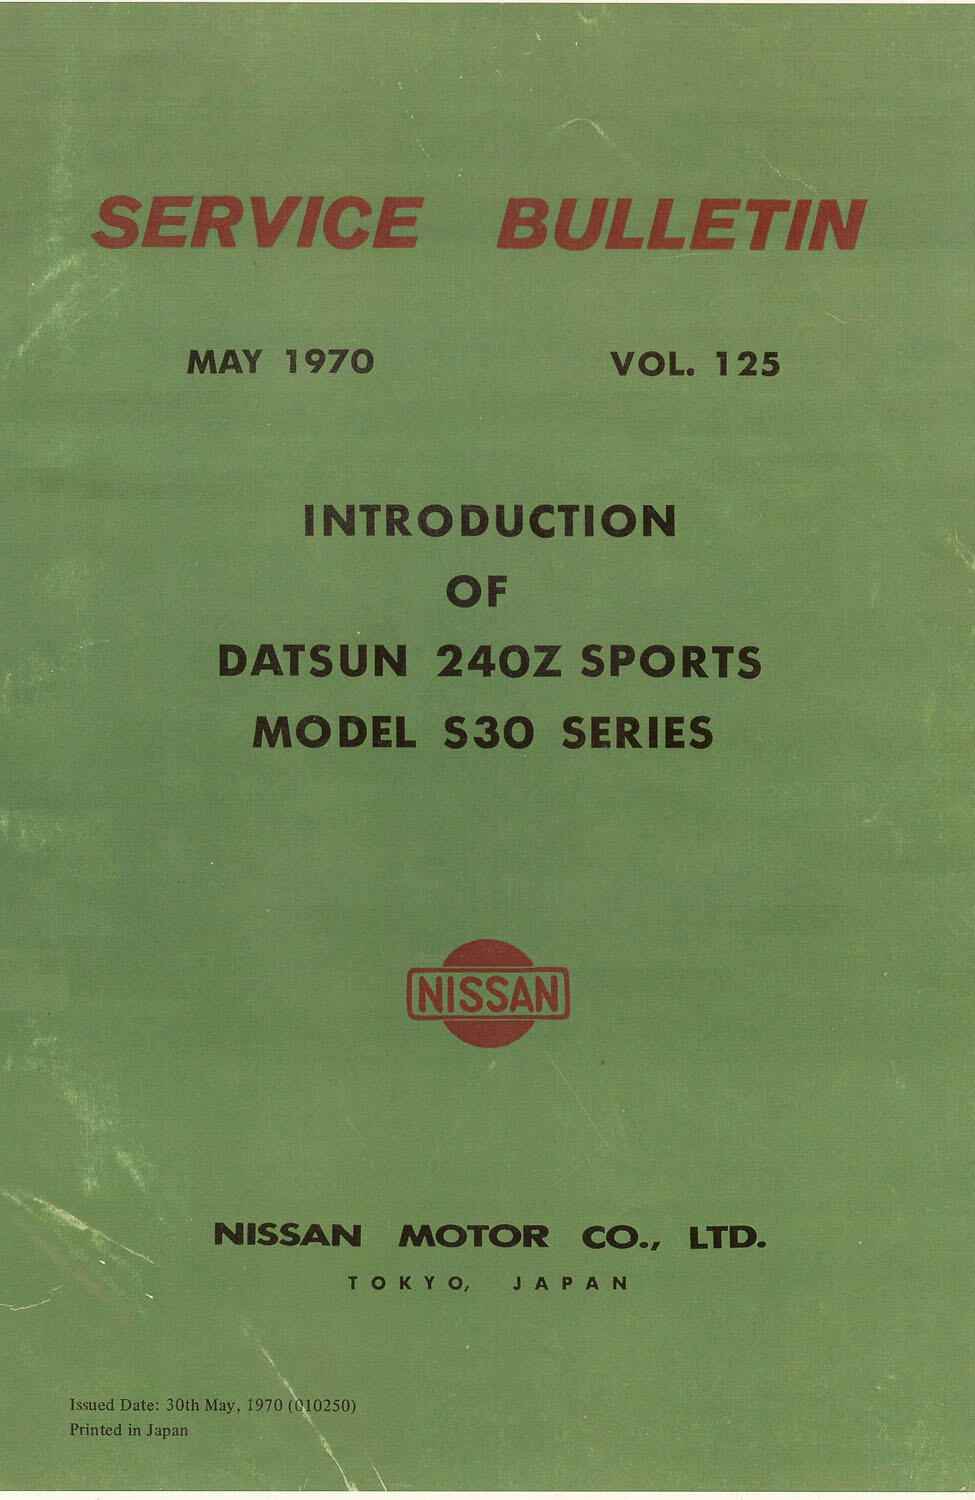 SERVICE BULLETIN
MAY 1970 VOL. 125
INTRODUCTION
OF
DATSUN 240Z SPORTS
MODEL S30 SERIES
NISSAN
NISSAN MOTOR CO., LTD.
TOKYO, JAPAN
Issued Date: 30th May, 1970 (010250)
Printed in Japan